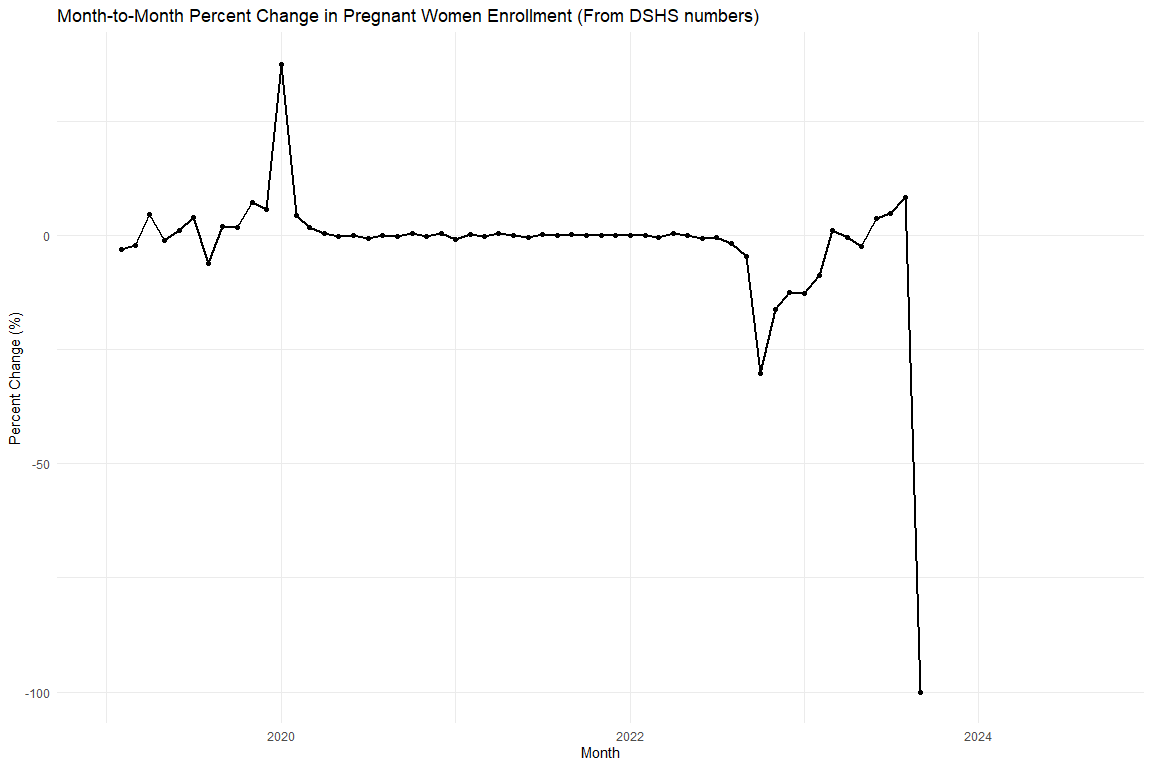 Month-to-Month Percent Change in Pregnant Women Enrollment (From DSHS numbers)
Percent Change (%)
0
-50
-100
2020
2022
2024
Month